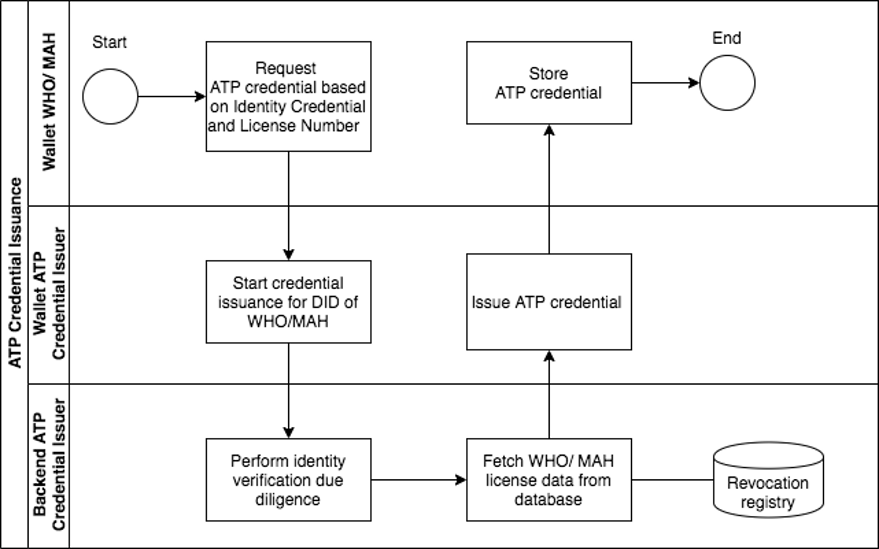 ATP Credential Issuance
Wallet WHO/ MAH
Start
Request
ATP credential based
on Identity Credential
and License Number
Store
ATP credential
End
Wallet ATP
Credential Issuer
Start credential
issuance for DID of
WHO/MAH
Issue ATP credential
Backend ATP
Credential Issuer
Perform identity
verification due
diligence
Fetch WHO/ MAH
license data from
database
Revocation
registry